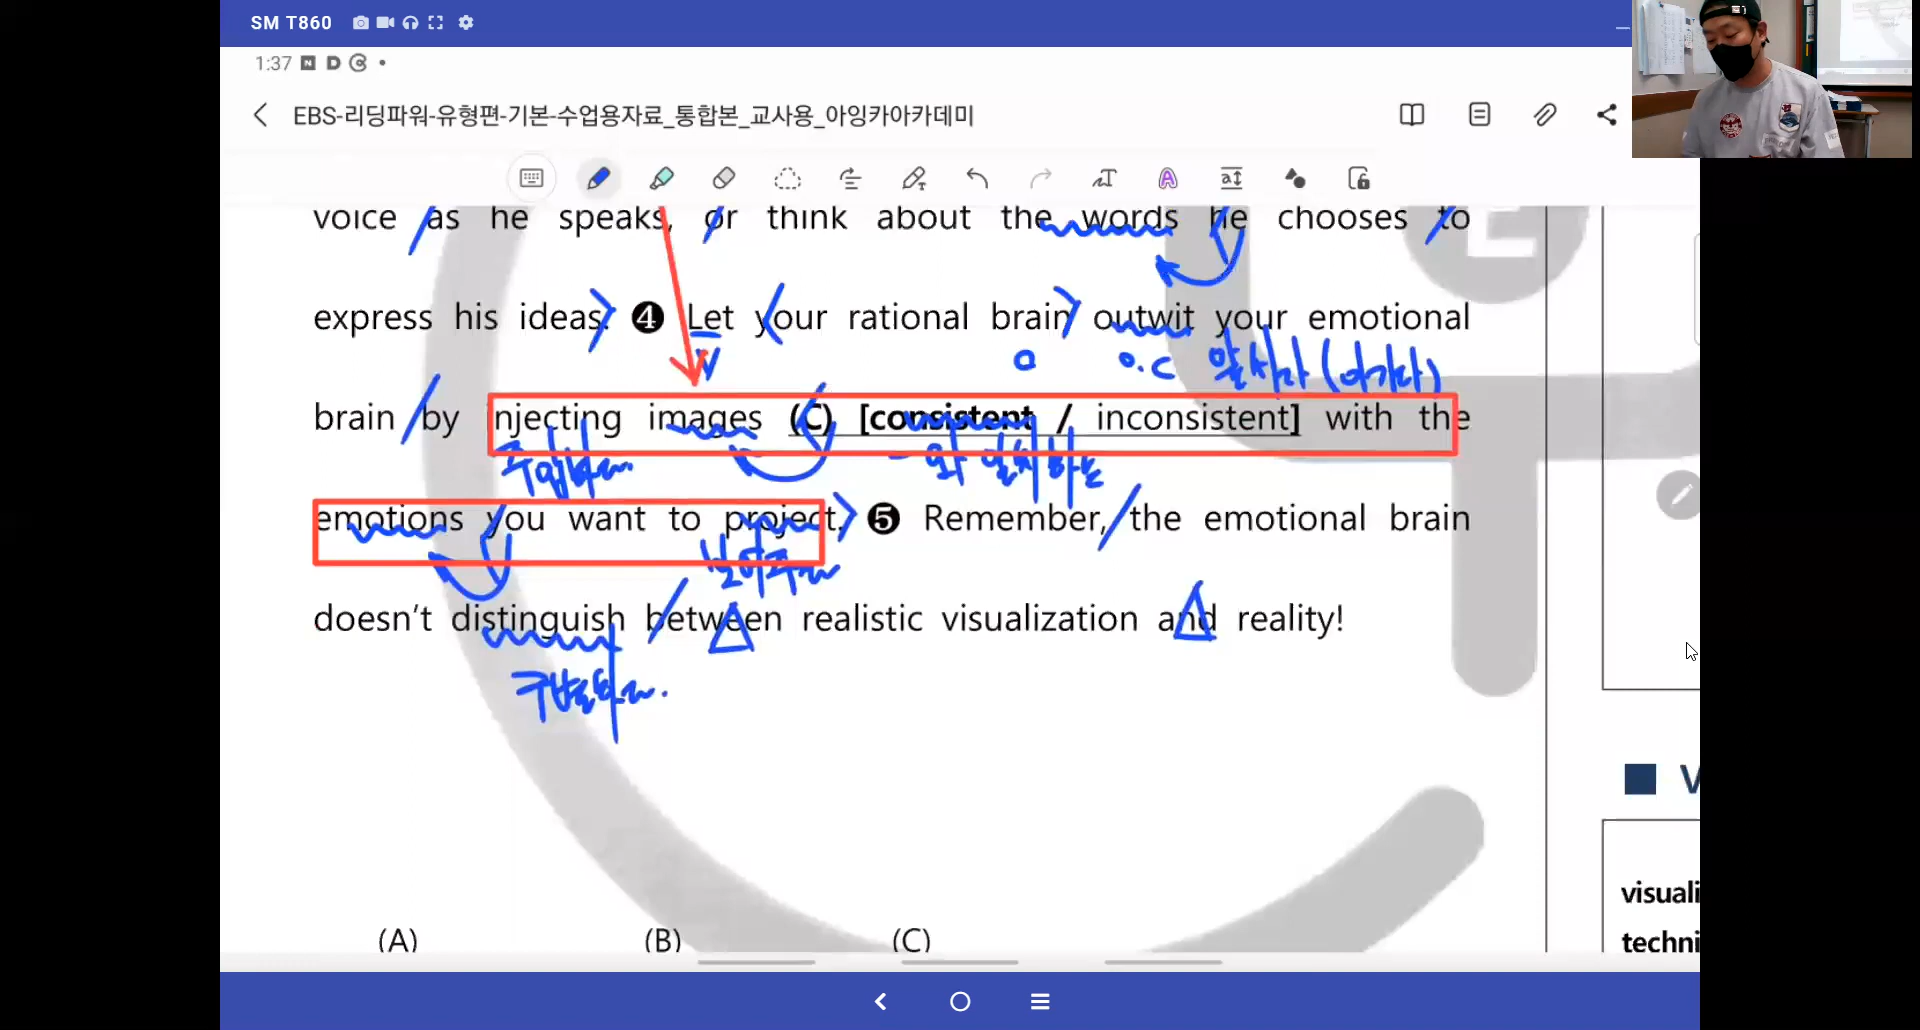 SM T860
1:37
EBS-리딩파워-유형편-기본-수업용자료_통합본_교사용_아잉카아카데미
voice as he speaks, or think about the words he chooses to
express his ideas. ❹ Let your rational brain outwit your emotional
V O O.C 앞서다 (이기다)
brain by injecting images (C) [consistent / inconsistent] with the
주입하다. ~와 일치하는
emotions you want to project. ❺ Remember, the emotional brain
보여주다
doesn't distinguish between realistic visualization and reality!
구별하다.
V
visuali
techni
(A) (B) (C)